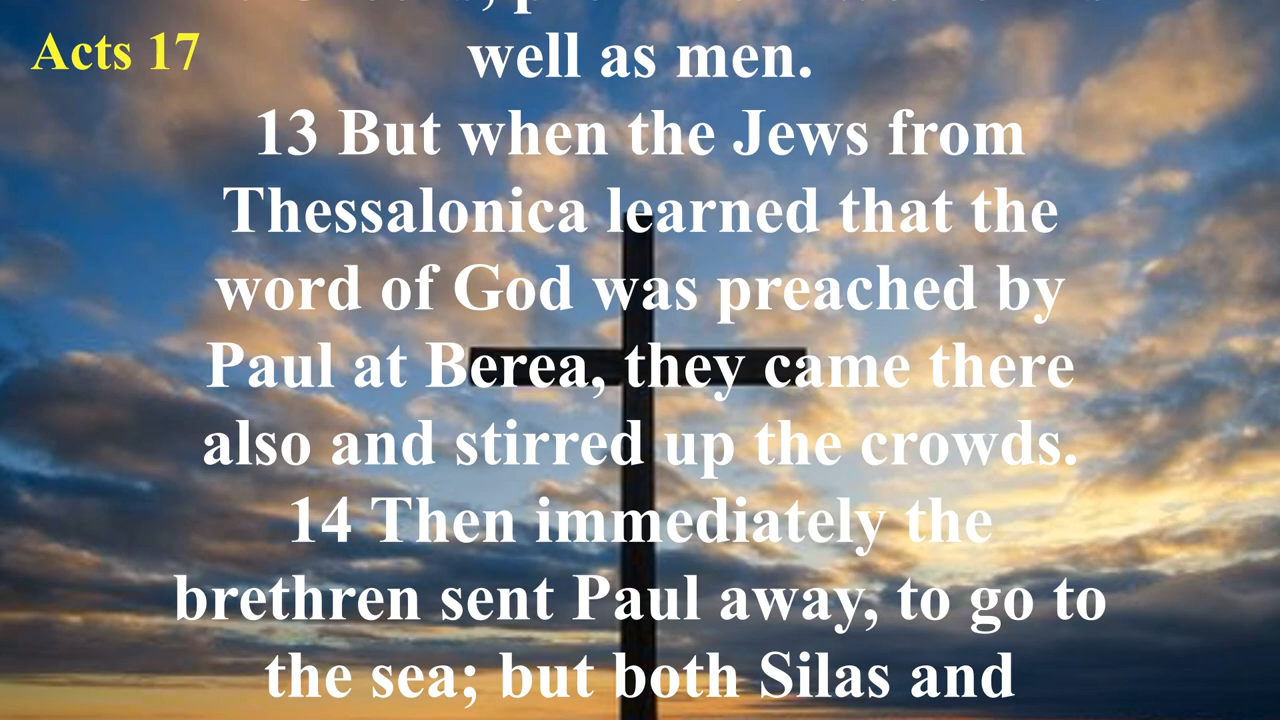 Acts 17
well as men.
13 But when the Jews from
Thessalonica learned that the
word of God was preached by
Paul at Berea, they came there
also and stirred up the crowds.
14 Then immediately the
brethren sent Paul away, to go to
the sea; but both Silas and